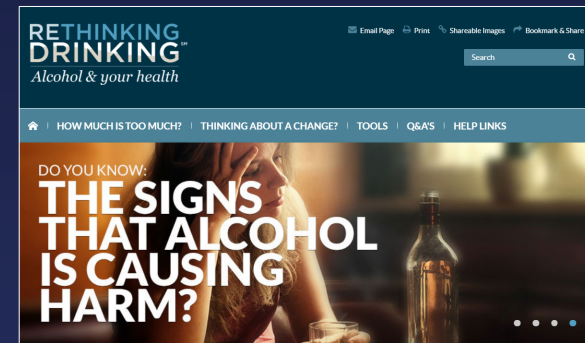 RETHINKING
DRINKING℠
Alcohol & your health
Email Page Print Shareable Images Bookmark & Share
Search
HOW MUCH IS TOO MUCH? THINKING ABOUT A CHANGE? TOOLS Q&A'S HELP LINKS
DO YOU KNOW:
THE SIGNS
THAT ALCOHOL
IS CAUSING
HARM?